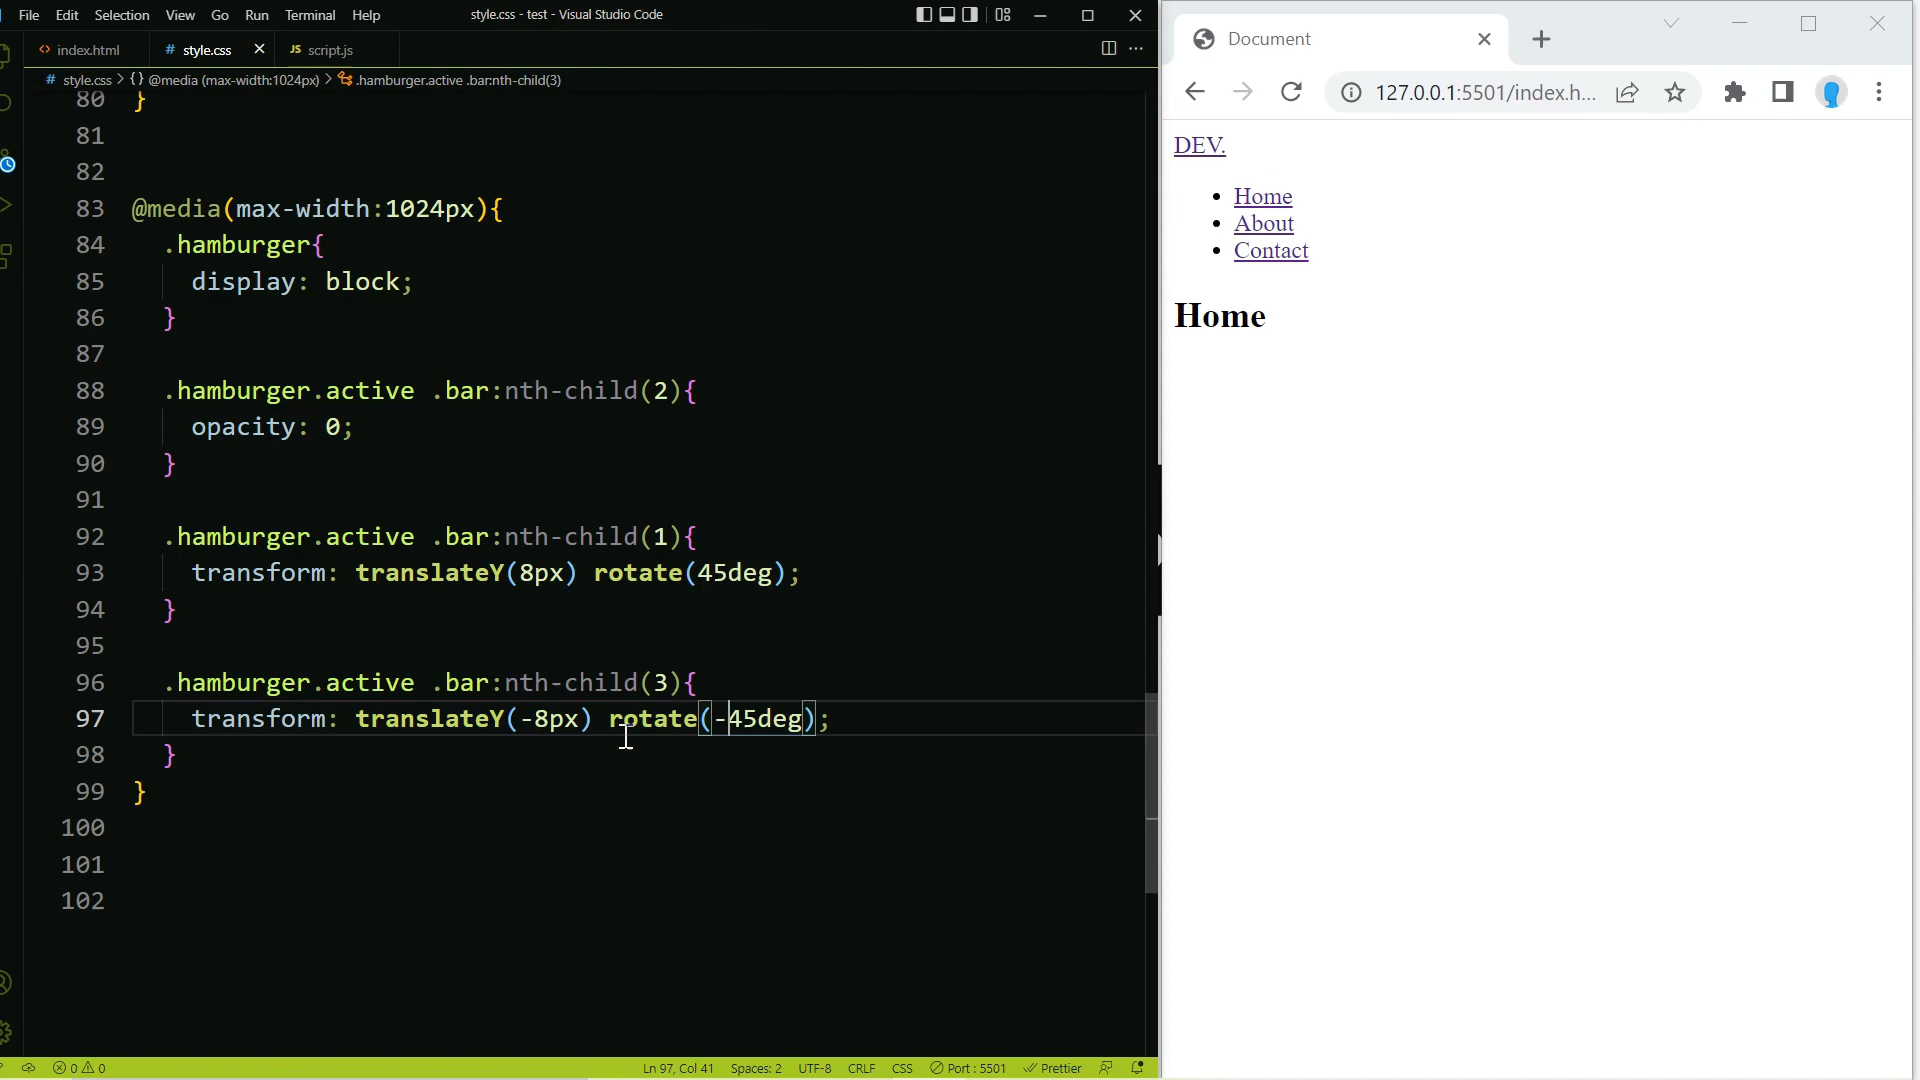 File Edit Selection View Go Run Terminal Help style.css - test - Visual Studio Code
index.html # style.css JS script.js
# style.css > {} @media (max-width:1024px) > .hamburger.active .bar:nth-child(3)
80 }
81
82
83 @media(max-width:1024px){
84 .hamburger{
85 display: block;
86 }
87
88 .hamburger.active .bar:nth-child(2){
89 opacity: 0;
90 }
91
92 .hamburger.active .bar:nth-child(1){
93 transform: translateY(8px) rotate(45deg);
94 }
95
96 .hamburger.active .bar:nth-child(3){
97 transform: translateY(-8px) rotate(-45deg);
98 }
99 }
100
101
102
0 0 Ln 97, Col 41 Spaces: 2 UTF-8 CRLF CSS Port : 5501 Prettier
Document
127.0.0.1:5501/index.h...
DEV.
• Home
• About
• Contact
Home